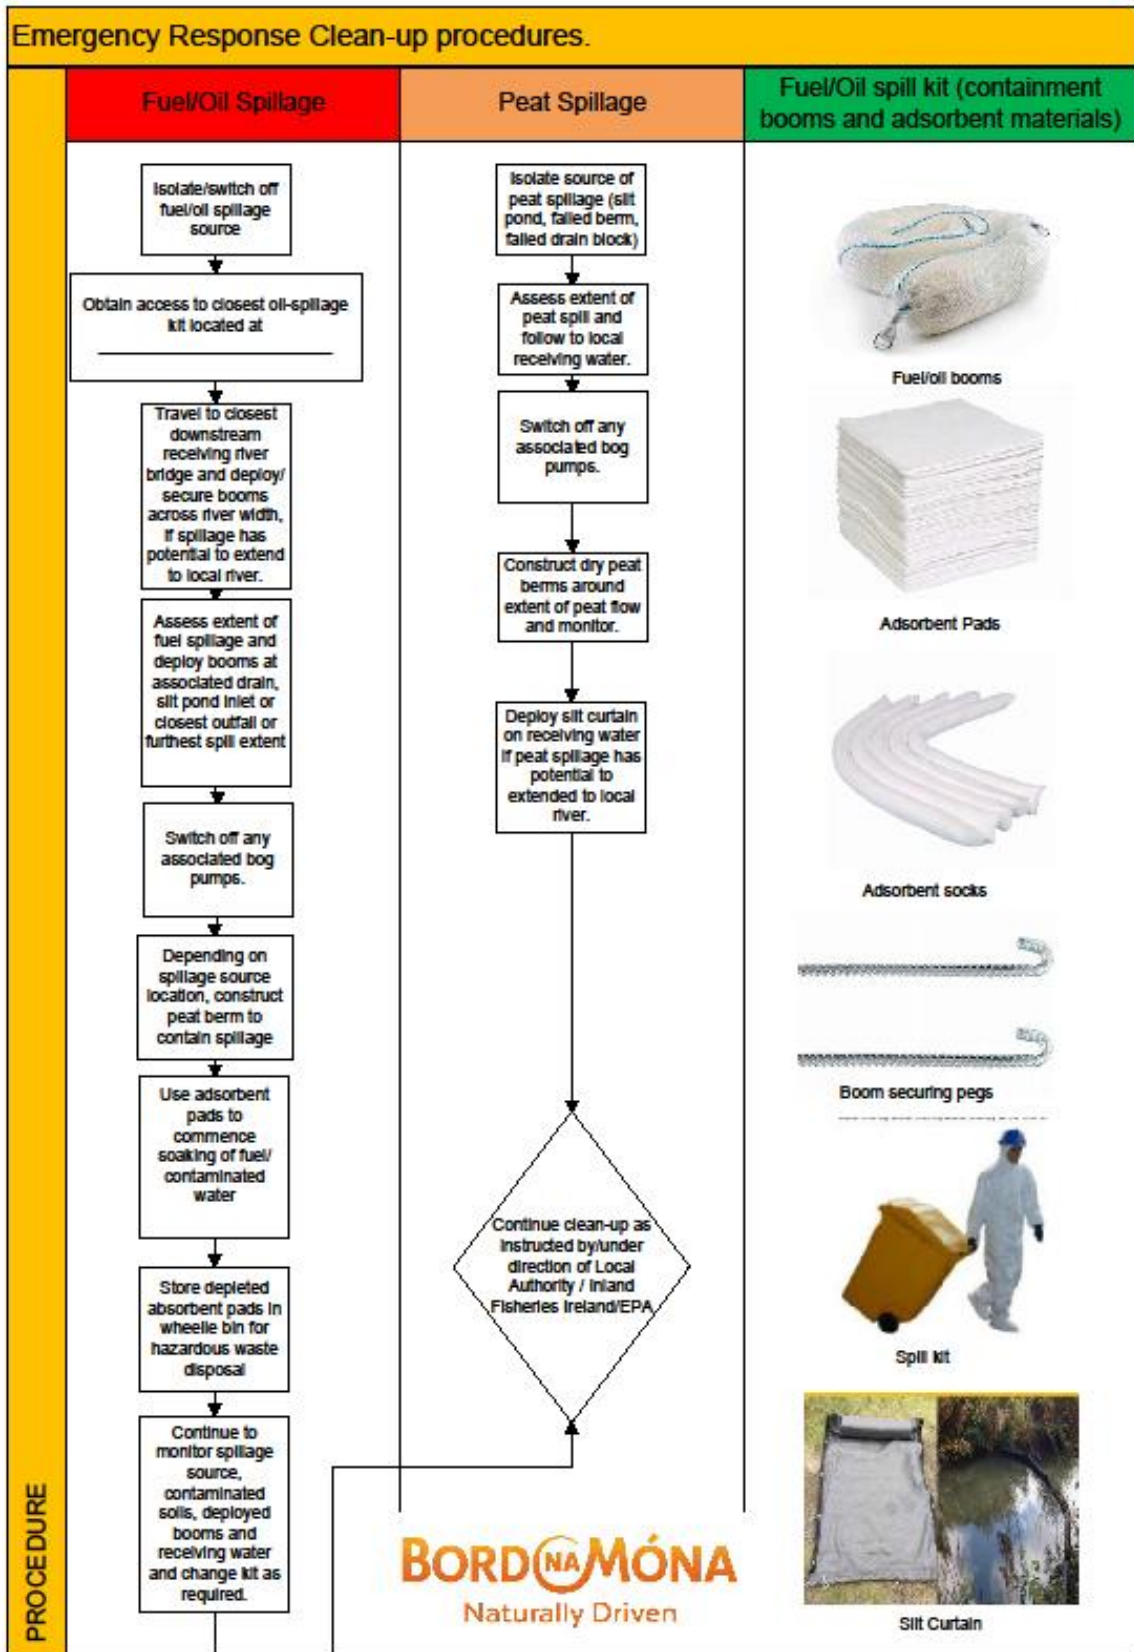 Emergency Response Clean-up procedures.
Fuel/Oil Spillage
Isolate/switch off
fuel/oil spillage
source
Obtain access to closest oil-spillage
kit located at
Travel to closest
downstream
receiving river
bridge and deploy/
secure booms
across river width,
if spillage has
potential to extend
to local river.
Assess extent of
fuel spillage and
deploy booms at
associated drain,
silt pond inlet or
closest outfall or
furthest spill extent
Switch off any
associated bog
pumps.
Depending on
spillage source
location, construct
peat berm to
contain spillage
Use adsorbent
pads to
commence
soaking of fuel/
contaminated
water
Store depleted
absorbent pads in
wheelie bin for
hazardous waste
disposal
Continue to
monitor spillage
source,
contaminated
soils, deployed
booms and
receiving water
and change kit as
required.
Peat Spillage
Isolate source of
peat spillage (silt
pond, failed berm,
failed drain block)
Assess extent of
peat spill and
follow to local
receiving water.
Switch off any
associated bog
pumps.
Construct dry peat
berms around
extent of peat flow
and monitor.
Deploy silt curtain
on receiving water
if peat spillage has
potential to
extended to local
river.
Continue clean-up as
instructed by/under
direction of Local
Authority / Inland
Fisheries Ireland/EPA
BORD NA MÓNA
Naturally Driven
Fuel/Oil spill kit (containment
booms and adsorbent materials)
Fuel/oil booms
Adsorbent Pads
Adsorbent socks
Boom securing pegs
Spill kit
Silt Curtain
PROCEDURE